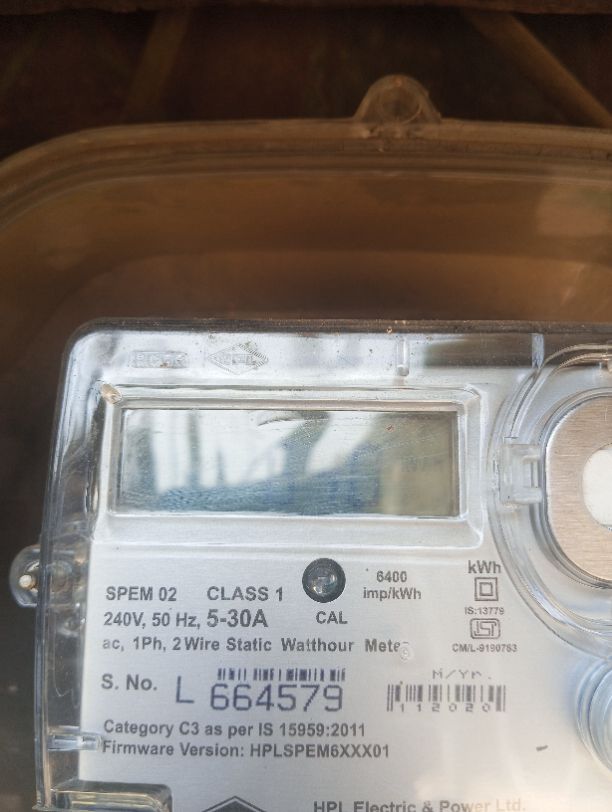 SPEM 02 CLASS 1 6400 imp/kWh kWh
240V, 50 Hz, 5-30A CAL IS:13779
ac, 1Ph, 2 Wire Static Watthour Meter CM/L-9190763
M/Yr.
S. No. L 664579 112020
Category C3 as per IS 15959:2011
Firmware Version: HPLSPEM6XXX01
HPL Electric & Power Ltd.